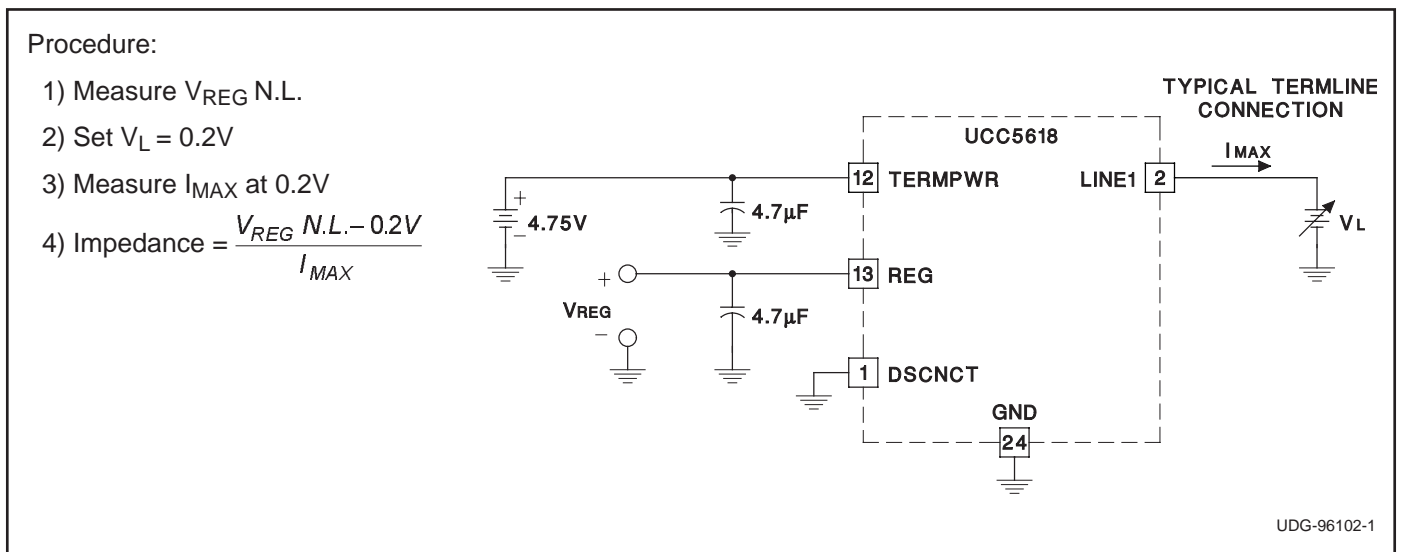 Procedure:
1) Measure VREG N.L.
2) Set VL = 0.2V
3) Measure IMAX at 0.2V
4) Impedance = VREG N.L. – 0.2V / IMAX
TYPICAL TERMLINE
CONNECTION
UCC5618
IMAX
12 TERMPWR
LINE1 2
+
4.75V
–
4.7µF
VL
13 REG
+
VREG
–
4.7µF
1 DSCNCT
GND
24
UDG-96102-1